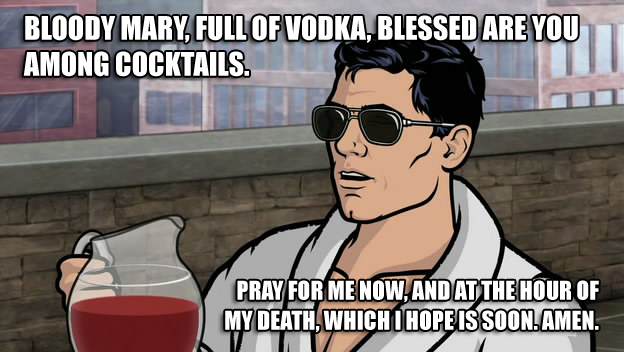 BLOODY MARY, FULL OF VODKA, BLESSED ARE YOU
AMONG COCKTAILS.
PRAY FOR ME NOW, AND AT THE HOUR OF
MY DEATH, WHICH I HOPE IS SOON. AMEN.